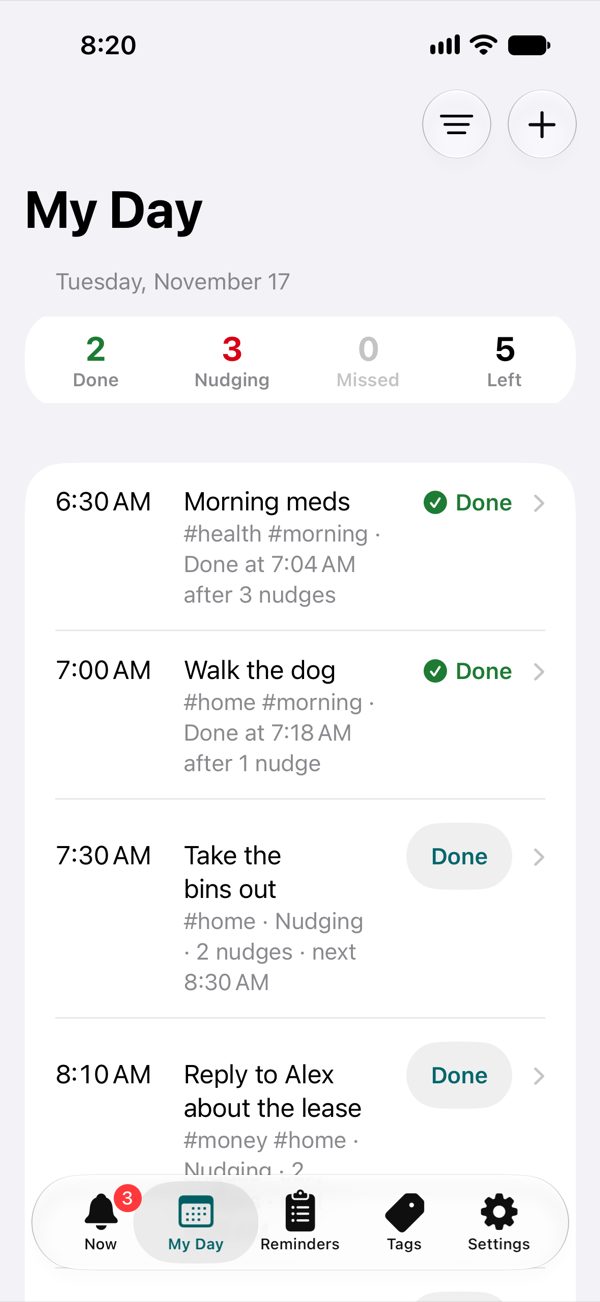 8:20
My Day
Tuesday, November 17
2
Done
3
Nudging
0
Missed
5
Left
6:30 AM
Morning meds
#health #morning ·
Done at 7:04 AM
after 3 nudges
Done
7:00 AM
Walk the dog
#home #morning ·
Done at 7:18 AM
after 1 nudge
Done
7:30 AM
Take the
bins out
#home · Nudging
· 2 nudges · next
8:30 AM
Done
8:10 AM
Reply to Alex
about the lease
#money #home ·
Nudging · 2
Done
3
Now
My Day
Reminders
Tags
Settings